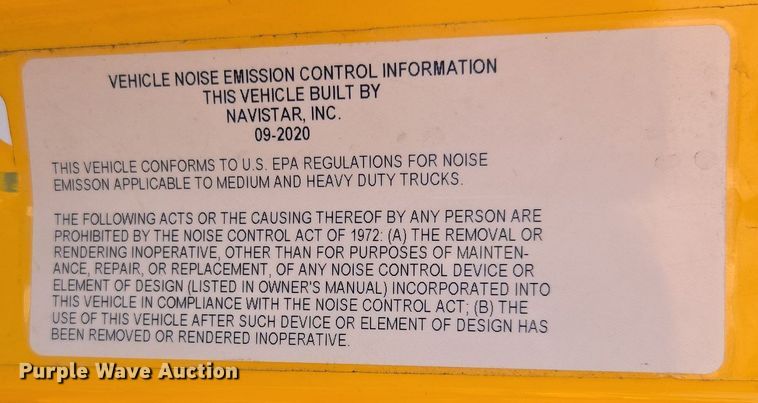 VEHICLE NOISE EMISSION CONTROL INFORMATION
THIS VEHICLE BUILT BY
NAVISTAR, INC.
09-2020
THIS VEHICLE CONFORMS TO U.S. EPA REGULATIONS FOR NOISE
EMISSON APPLICABLE TO MEDIUM AND HEAVY DUTY TRUCKS.
THE FOLLOWING ACTS OR THE CAUSING THEREOF BY ANY PERSON ARE
PROHIBITED BY THE NOISE CONTROL ACT OF 1972: (A) THE REMOVAL OR
RENDERING INOPERATIVE, OTHER THAN FOR PURPOSES OF MAINTEN-
ANCE, REPAIR, OR REPLACEMENT, OF ANY NOISE CONTROL DEVICE OR
ELEMENT OF DESIGN (LISTED IN OWNER'S MANUAL) INCORPORATED INTO
THIS VEHICLE IN COMPLIANCE WITH THE NOISE CONTROL ACT; (B) THE
USE OF THIS VEHICLE AFTER SUCH DEVICE OR ELEMENT OF DESIGN HAS
BEEN REMOVED OR RENDERED INOPERATIVE.
Purple Wave Auction